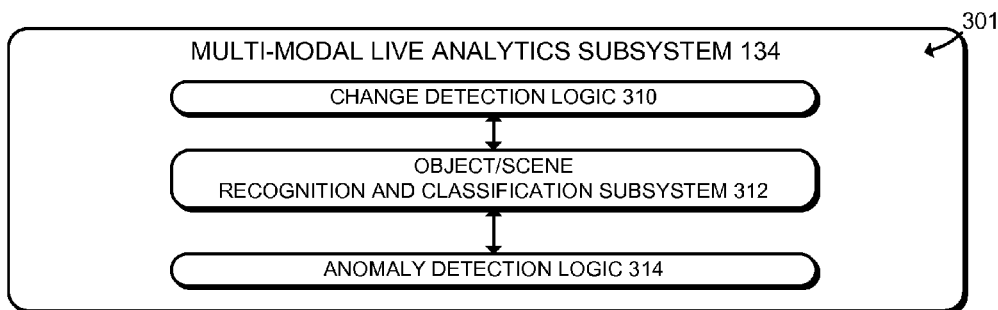 301
MULTI-MODAL LIVE ANALYTICS SUBSYSTEM 134
CHANGE DETECTION LOGIC 310
OBJECT/SCENE
RECOGNITION AND CLASSIFICATION SUBSYSTEM 312
ANOMALY DETECTION LOGIC 314